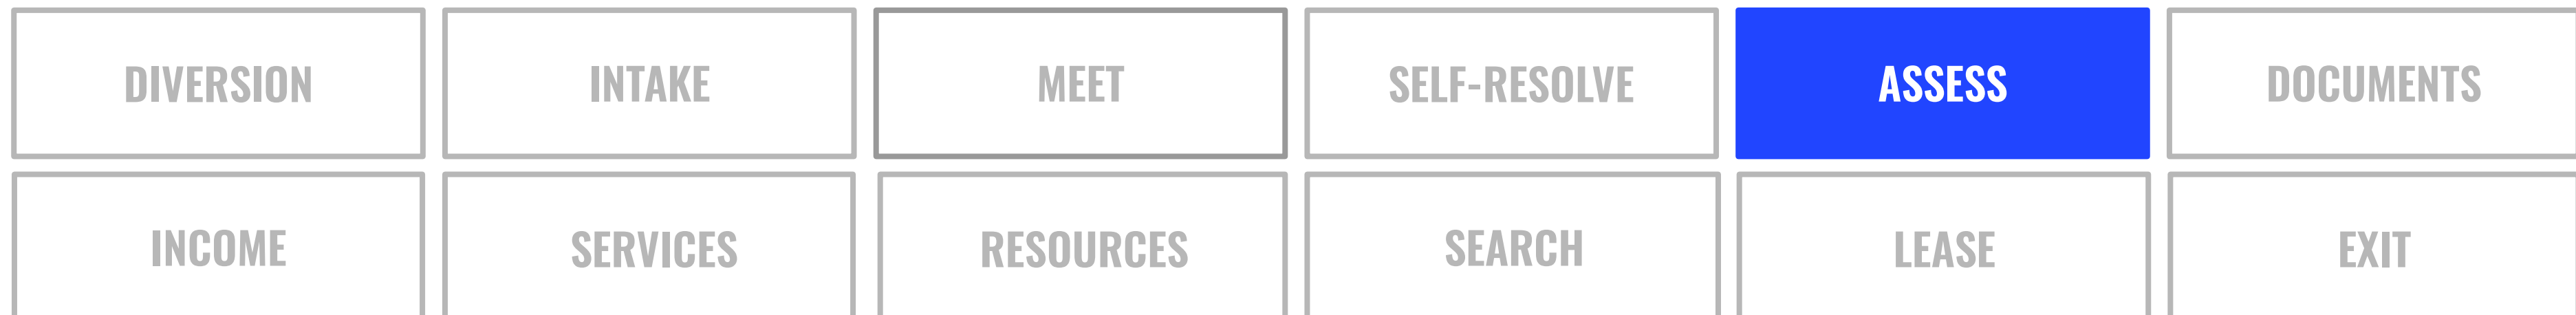 DIVERSION
INTAKE
MEET
SELF-RESOLVE
ASSESS
DOCUMENTS
INCOME
SERVICES
RESOURCES
SEARCH
LEASE
EXIT